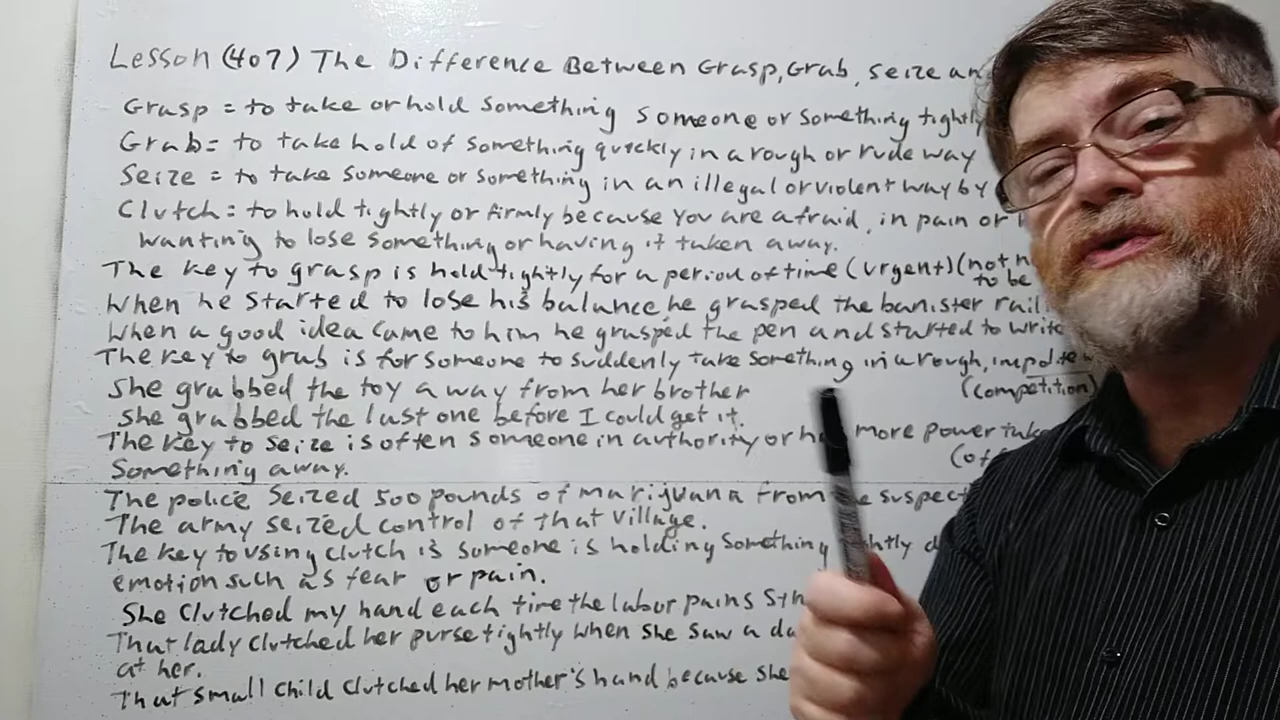 Lesson (407) The Difference Between Grasp, Grab, seize an
Grasp = to take or hold something someone or something tightly
Grab = to take hold of something quickly in a rough or rude way
Seize = to take someone or something in an illegal or violent way by
Clutch = to hold tightly or firmly because you are afraid, in pain or
wanting to lose something or having it taken away.
The key to grasp is hold tightly for a period of time (urgent) (not
to be
When he started to lose his balance he grasped the banister rail.
When a good idea came to him he grasped the pen and started to write
The key to grab is for someone to suddenly take something in a rough, impolite
(competition)
She grabbed the toy away from her brother
she grabbed the last one before I could get it.
The key to seize is often someone in authority or more power take
Something away.
The police seized 500 pounds of marijuana from suspect
The army seized control of that village.
The key to using clutch is someone is holding something
emotion such as fear or pain.
She clutched my hand each time the labor pains
That lady clutched her purse tightly when she saw a
at her.
That small child clutched her mother's hand because she